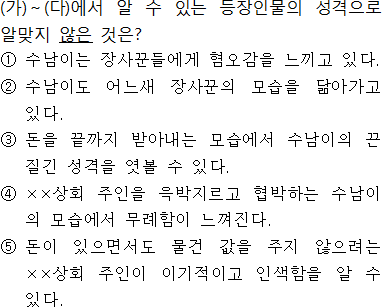 (가)~(다)에서 알 수 있는 등장인물의 성격으로
알맞지 않은 것은?
① 수남이는 장사꾼들에게 혐오감을 느끼고 있다.
② 수남이도 어느새 장사꾼의 모습을 닮아가고
있다.
③ 돈을 끝까지 받아내는 모습에서 수남이의 끈
질긴 성격을 엿볼 수 있다.
④ ××상회 주인을 윽박지르고 협박하는 수남이
의 모습에서 무례함이 느껴진다.
⑤ 돈이 있으면서도 물건 값을 주지 않으려는
××상회 주인이 이기적이고 인색함을 알 수
있다.